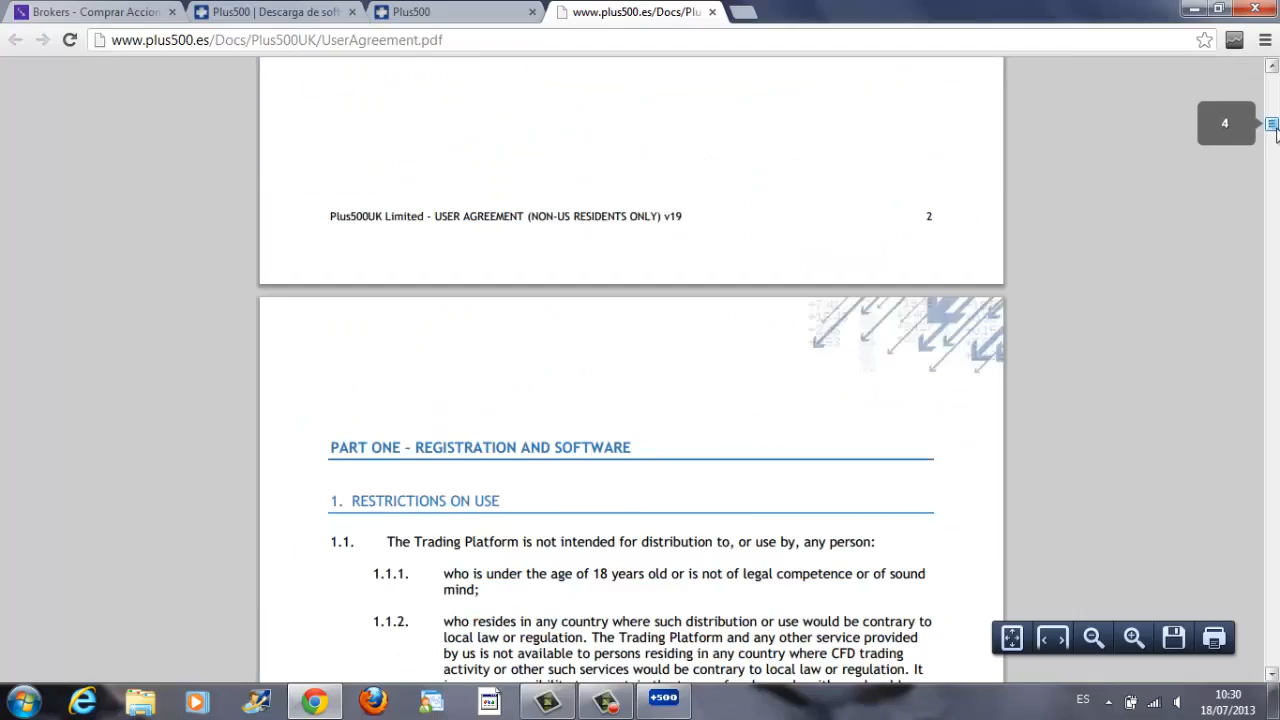 Brokers - Comprar Accion
Plus500 | Descarga de soft
Plus500
www.plus500.es/Docs/Plu
www.plus500.es/Docs/Plus500UK/UserAgreement.pdf
4
Plus500UK Limited - USER AGREEMENT (NON-US RESIDENTS ONLY) v19 2
PART ONE - REGISTRATION AND SOFTWARE
1. RESTRICTIONS ON USE
1.1. The Trading Platform is not intended for distribution to, or use by, any person:
1.1.1. who is under the age of 18 years old or is not of legal competence or of sound
mind;
1.1.2. who resides in any country where such distribution or use would be contrary to
local law or regulation. The Trading Platform and any other service provided
by us is not available to persons residing in any country where CFD trading
activity or other such services would be contrary to local law or regulation. It
+500
ES
10:30
18/07/2013